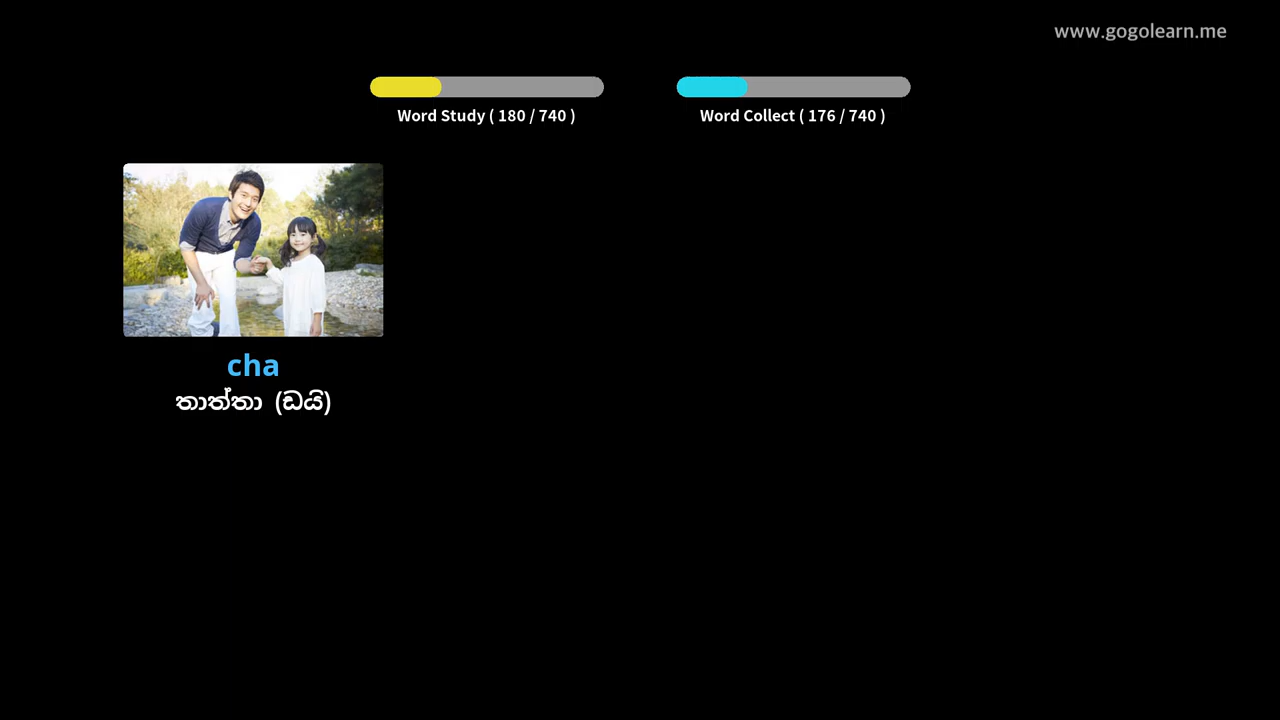 www.gogolearn.me
Word Study ( 180 / 740 )
Word Collect ( 176 / 740 )
cha
තාත්තා (ඩයි)